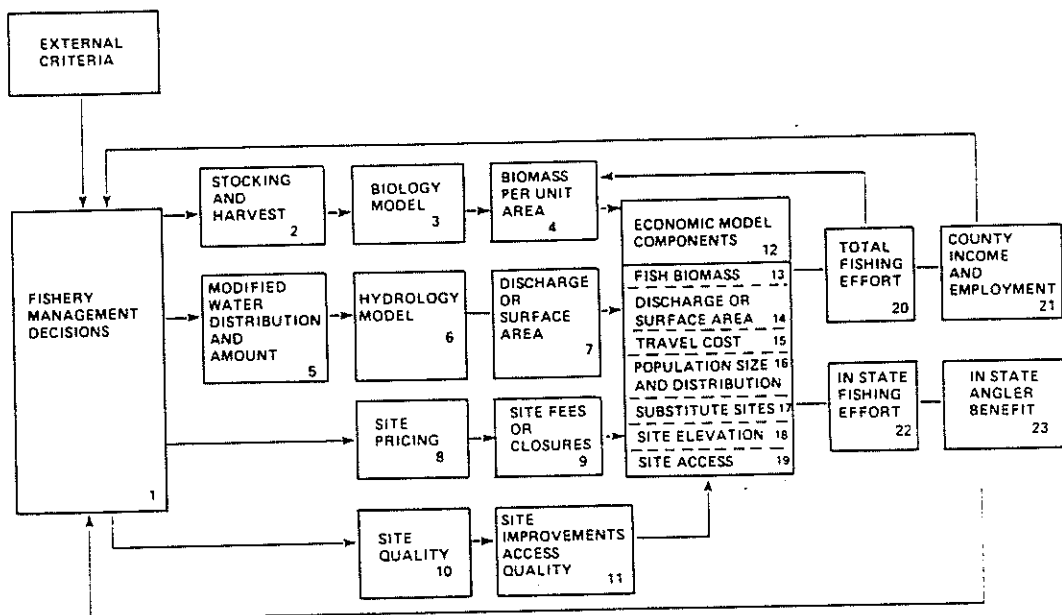 EXTERNAL
CRITERIA
FISHERY
MANAGEMENT
DECISIONS
1
STOCKING
AND
HARVEST
2
BIOLOGY
MODEL
3
BIOMASS
PER UNIT
AREA
4
MODIFIED
WATER
DISTRIBUTION
AND
AMOUNT
5
HYDROLOGY
MODEL
6
DISCHARGE
OR
SURFACE
AREA
7
SITE
PRICING
8
SITE FEES
OR
CLOSURES
9
SITE
QUALITY
10
SITE
IMPROVEMENTS
ACCESS
QUALITY
11
ECONOMIC MODEL
COMPONENTS
12
FISH BIOMASS 13
DISCHARGE OR
SURFACE AREA 14
TRAVEL COST 15
POPULATION SIZE 16
AND DISTRIBUTION
SUBSTITUTE SITES 17
SITE ELEVATION 18
SITE ACCESS 19
TOTAL
FISHING
EFFORT
20
COUNTY
INCOME
AND
EMPLOYMENT
21
IN STATE
FISHING
EFFORT
22
IN STATE
ANGLER
BENEFIT
23